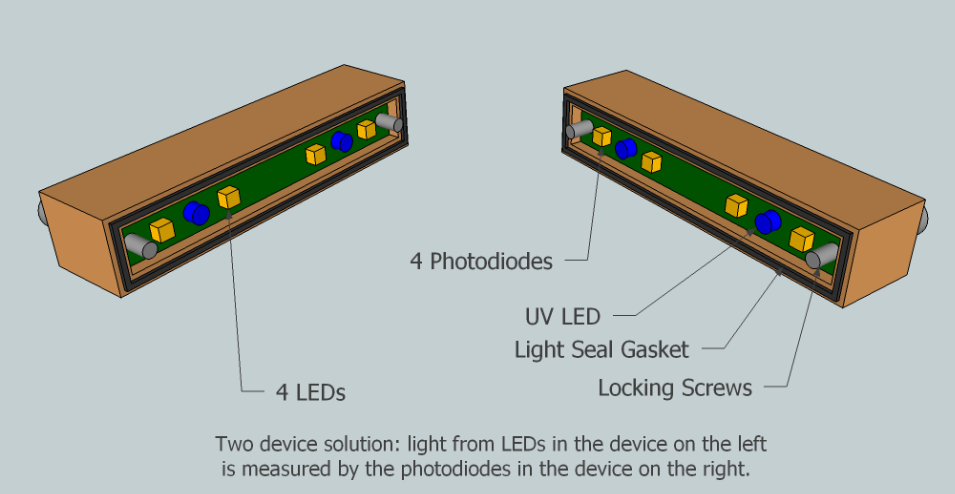 4 Photodiodes
UV LED
Light Seal Gasket
4 LEDs
Locking Screws
Two device solution: light from LEDs in the device on the left
is measured by the photodiodes in the device on the right.